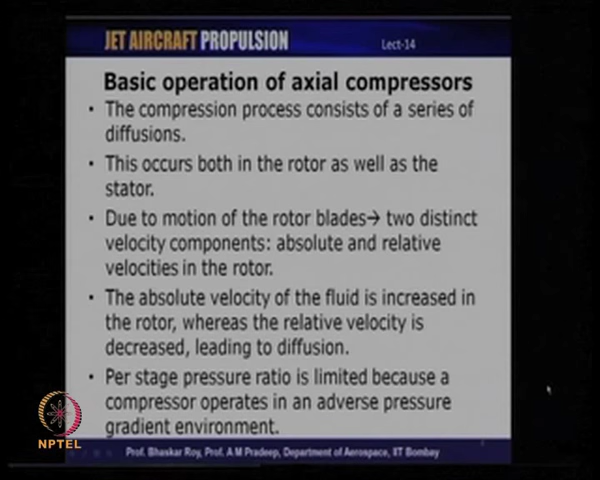 JET AIRCRAFT PROPULSION
Lect-14
Basic operation of axial compressors
• The compression process consists of a series of
diffusions.
• This occurs both in the rotor as well as the
stator.
• Due to motion of the rotor blades→ two distinct
velocity components: absolute and relative
velocities in the rotor.
• The absolute velocity of the fluid is increased in
the rotor, whereas the relative velocity is
decreased, leading to diffusion.
• Per stage pressure ratio is limited because a
compressor operates in an adverse pressure
gradient environment.
NPTEL
Prof. Bhaskar Roy, Prof. A M Pradeep, Department of Aerospace, IIT Bombay